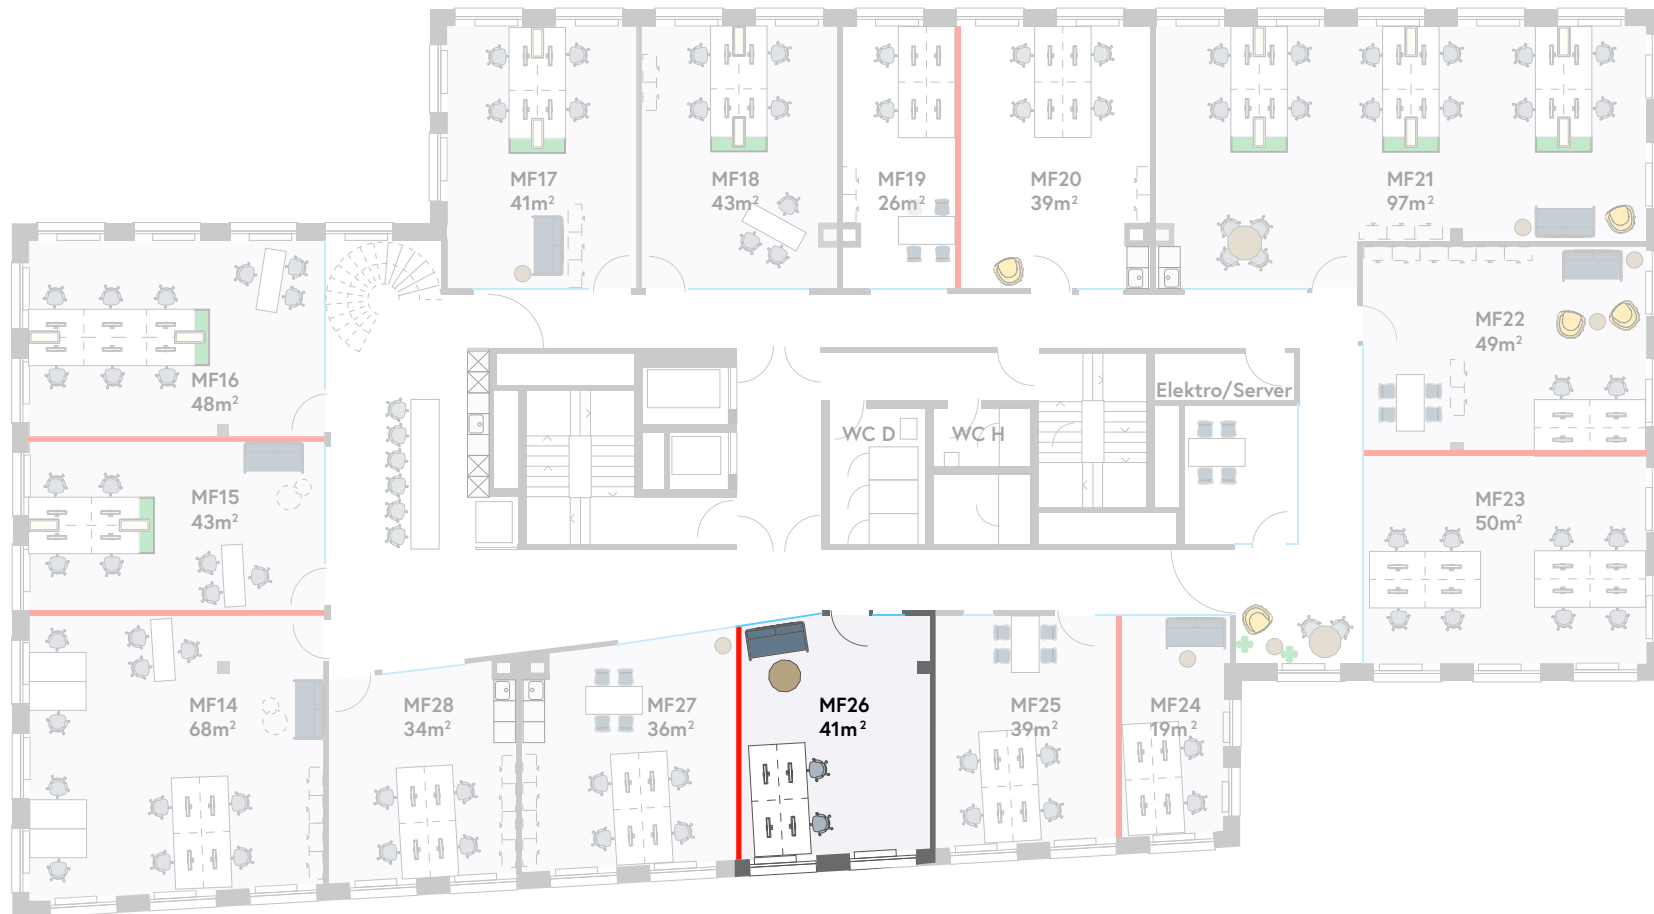 MF17
41m²
MF18
43m²
MF19
26m²
MF20
39m²
MF21
97m²
MF22
49m²
MF16
48m²
Elektro/Server
WC D
WC H
MF15
43m²
MF23
50m²
MF14
68m²
MF28
34m²
MF27
36m²
MF26
41m²
MF25
39m²
MF24
19m²